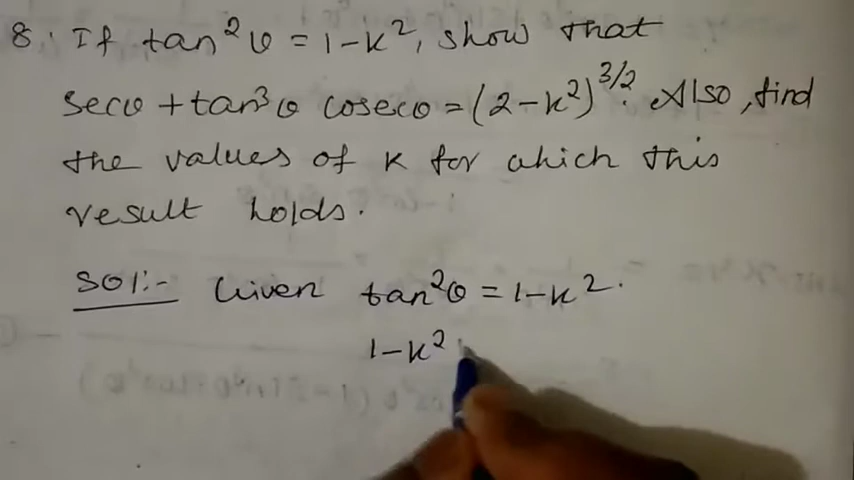 8. If tan²θ = 1-k², show that
secθ + tan³θ cosecθ = (2-k²)^3/2. Also, find
the values of k for which this
result holds.
Sol:- Given tan²θ = 1-k².
1-k²